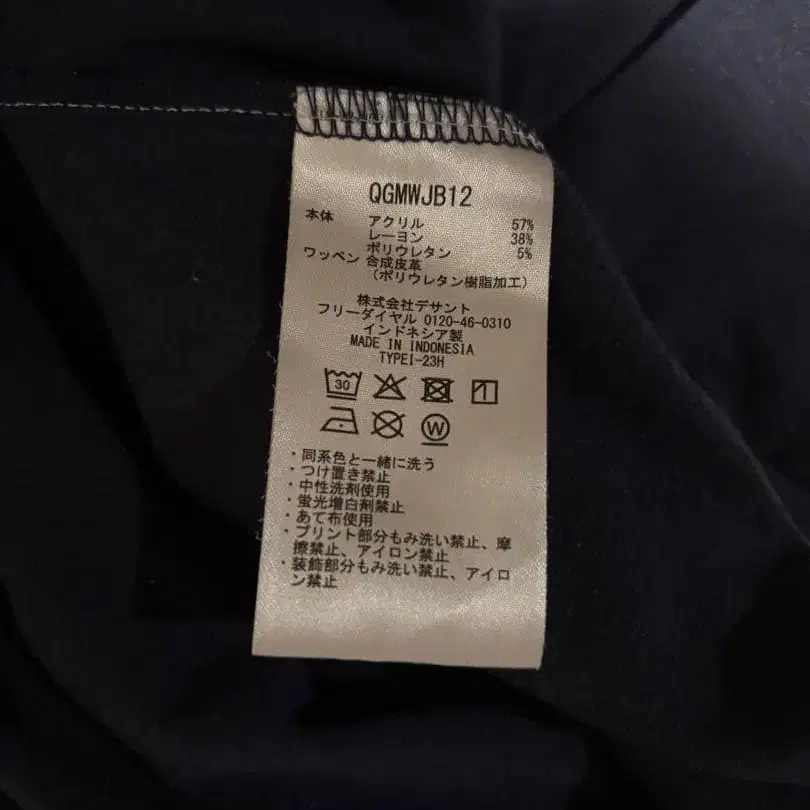 QGMWJB12
本体 アクリル 57%
レーヨン 38%
ポリウレタン 5%
ワッペン 合成皮革
（ポリウレタン樹脂加工）
株式会社デサント
フリーダイヤル 0120-46-0310
インドネシア製
MADE IN INDONESIA
TYPEI-23H
30
W
・同系色と一緒に洗う
・つけ置き禁止
・中性洗剤使用
・蛍光増白剤禁止
・あて布使用
・プリント部分もみ洗い禁止、摩
擦禁止、アイロン禁止
・装飾部分もみ洗い禁止、アイロ
ン禁止